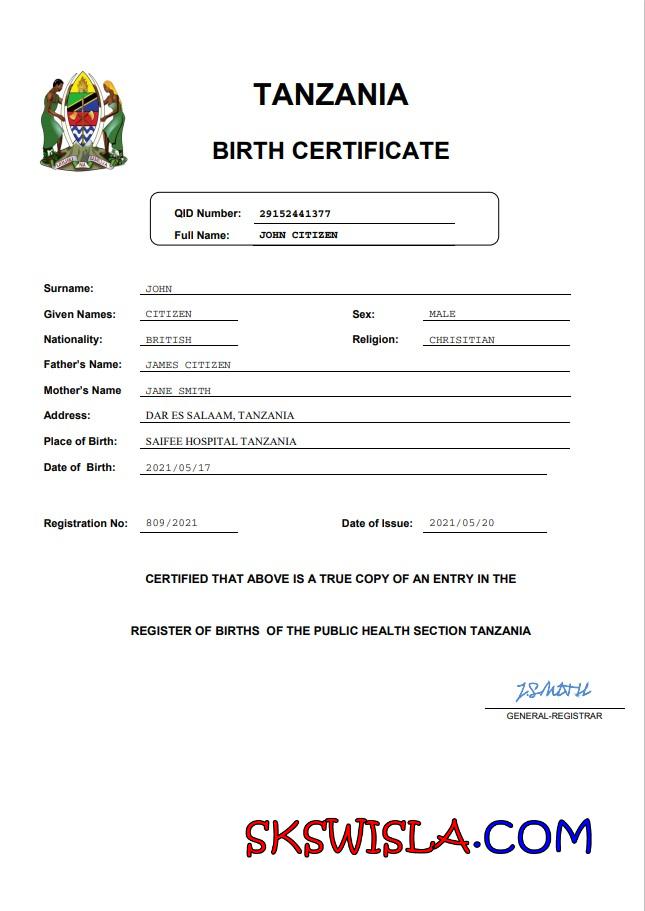 TANZANIA
BIRTH CERTIFICATE
QID Number: 29152441377
Full Name: JOHN CITIZEN
Surname: JOHN
Given Names: CITIZEN Sex: MALE
Nationality: BRITISH Religion: CHRISITIAN
Father's Name: JAMES CITIZEN
Mother's Name JANE SMITH
Address: DAR ES SALAAM, TANZANIA
Place of Birth: SAIFEE HOSPITAL TANZANIA
Date of Birth: 2021/05/17
Registration No: 809/2021 Date of Issue: 2021/05/20
CERTIFIED THAT ABOVE IS A TRUE COPY OF AN ENTRY IN THE
REGISTER OF BIRTHS OF THE PUBLIC HEALTH SECTION TANZANIA
J.SMITH
GENERAL-REGISTRAR
SKSWISLA.COM